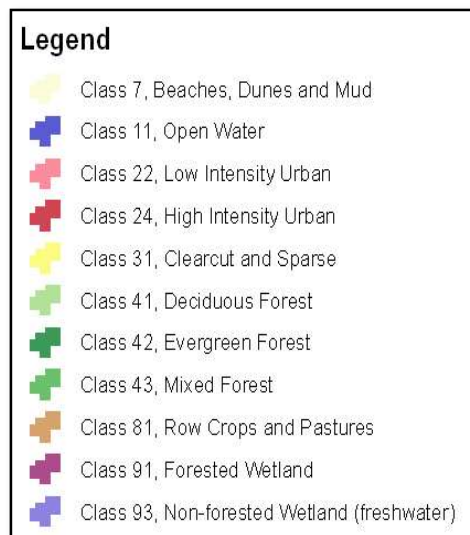 Legend
Class 7, Beaches, Dunes and Mud
Class 11, Open Water
Class 22, Low Intensity Urban
Class 24, High Intensity Urban
Class 31, Clearcut and Sparse
Class 41, Deciduous Forest
Class 42, Evergreen Forest
Class 43, Mixed Forest
Class 81, Row Crops and Pastures
Class 91, Forested Wetland
Class 93, Non-forested Wetland (freshwater)